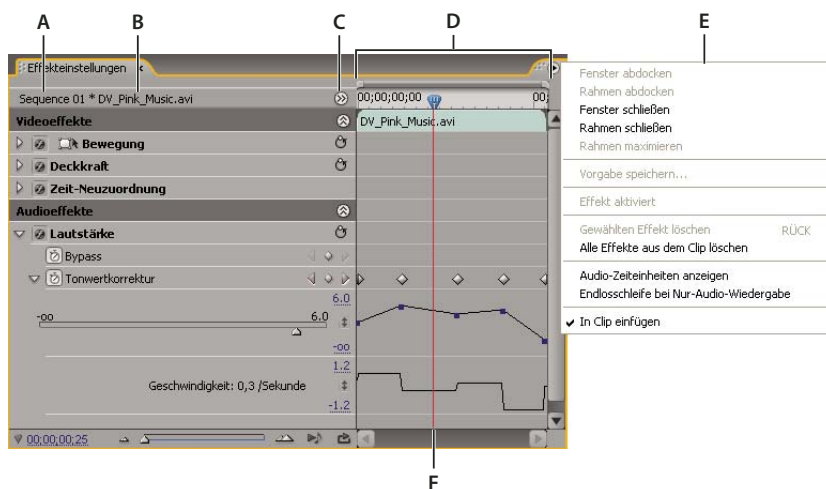 A B C D E
Effekteinstellungen ×
Sequence 01 * DV_Pink_Music.avi
00;00;00;00 00;
Videoeffekte
DV_Pink_Music.avi
Bewegung
Deckkraft
Zeit-Neuzuordnung
Audioeffekte
Lautstärke
Bypass
Tonwertkorrektur
6.0
-oo 6.0
-oo
1.2
Geschwindigkeit: 0,3 /Sekunde
-1.2
00;00;00;25
Fenster abdocken
Rahmen abdocken
Fenster schließen
Rahmen schließen
Rahmen maximieren
Vorgabe speichern...
Effekt aktiviert
Gewählten Effekt löschen RÜCK
Alle Effekte aus dem Clip löschen
Audio-Zeiteinheiten anzeigen
Endlosschleife bei Nur-Audio-Wiedergabe
In Clip einfügen
F